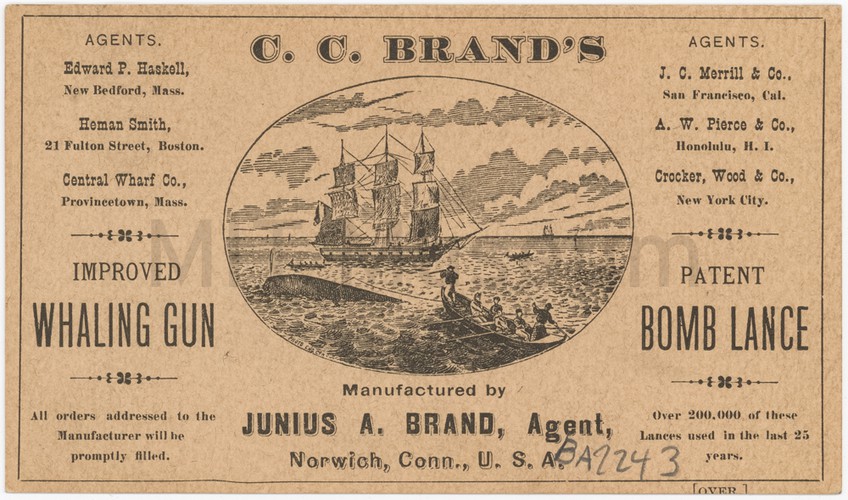 AGENTS.
Edward P. Haskell,
New Bedford, Mass.
Heman Smith,
21 Fulton Street, Boston.
Central Wharf Co.,
Provincetown, Mass.
IMPROVED
WHALING GUN
All orders addressed to the
Manufacturer will be
promptly filled.
C. C. BRAND'S
Manufactured by
JUNIUS A. BRAND, Agent,
Norwich, Conn., U. S. A.
BA2243
AGENTS.
J. C. Merrill & Co.,
San Francisco, Cal.
A. W. Pierce & Co.,
Honolulu, H. I.
Crocker, Wood & Co.,
New York City.
PATENT
BOMB LANCE
Over 200,000 of these
Lances used in the last 25
years.
[OVER.]